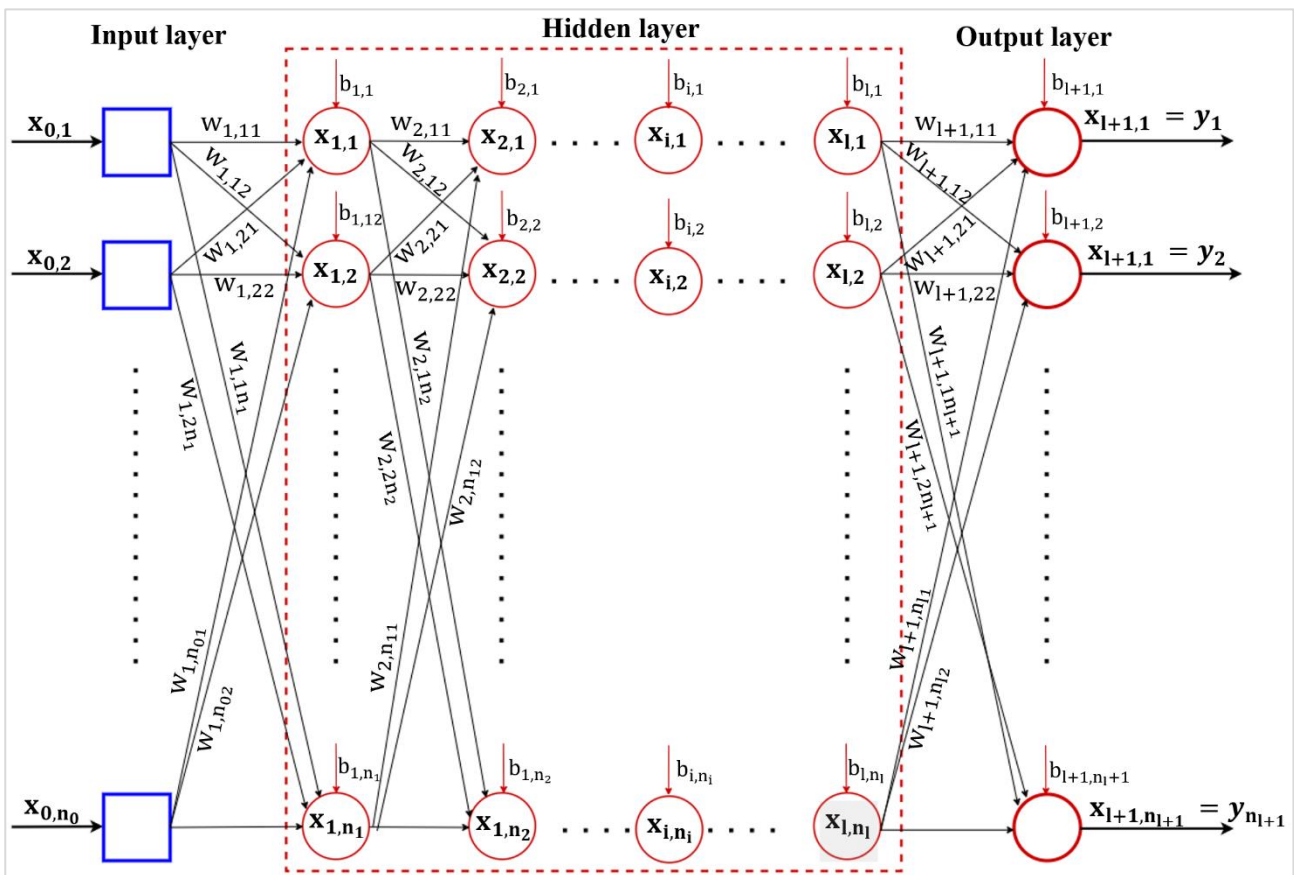 Input layer
Hidden layer
Output layer
b₁,₁
b₂,₁
bᵢ,₁
bₗ,₁
bₗ₊₁,₁
x₀,₁
w₁,₁₁
x₁,₁
w₂,₁₁
x₂,₁
. . . .
xᵢ,₁
. . . .
xₗ,₁
wₗ₊₁,₁₁
xₗ₊₁,₁ = y₁
w₁,₁₂
w₂,₁₂
wₗ₊₁,₁₂
w₁,₂₁
b₁,₁₂
w₂,₂₁
b₂,₂
bᵢ,₂
bₗ,₂
wₗ₊₁,₂₁
bₗ₊₁,₂
x₀,₂
w₁,₂₂
x₁,₂
w₂,₂₂
x₂,₂
. . . .
xᵢ,₂
. . . .
xₗ,₂
wₗ₊₁,₂₂
xₗ₊₁,₁ = y₂
w₁,₁n₁
w₁,₂n₁
w₂,₁n₂
w₂,₂n₂
wₗ₊₁,₁nₗ₊₁
wₗ₊₁,₂nₗ₊₁
w₁,n₀₁
w₁,n₀₂
w₂,n₁₁
w₂,n₁₂
wₗ₊₁,nₗ₁
wₗ₊₁,nₗ₂
b₁,n₁
b₁,n₂
bᵢ,nᵢ
bₗ,nₗ
bₗ₊₁,nₗ₊₁
x₀,n₀
x₁,n₁
x₁,n₂
. . . .
xᵢ,nᵢ
. . . .
xₗ,nₗ
xₗ₊₁,nₗ₊₁ = ynₗ₊₁